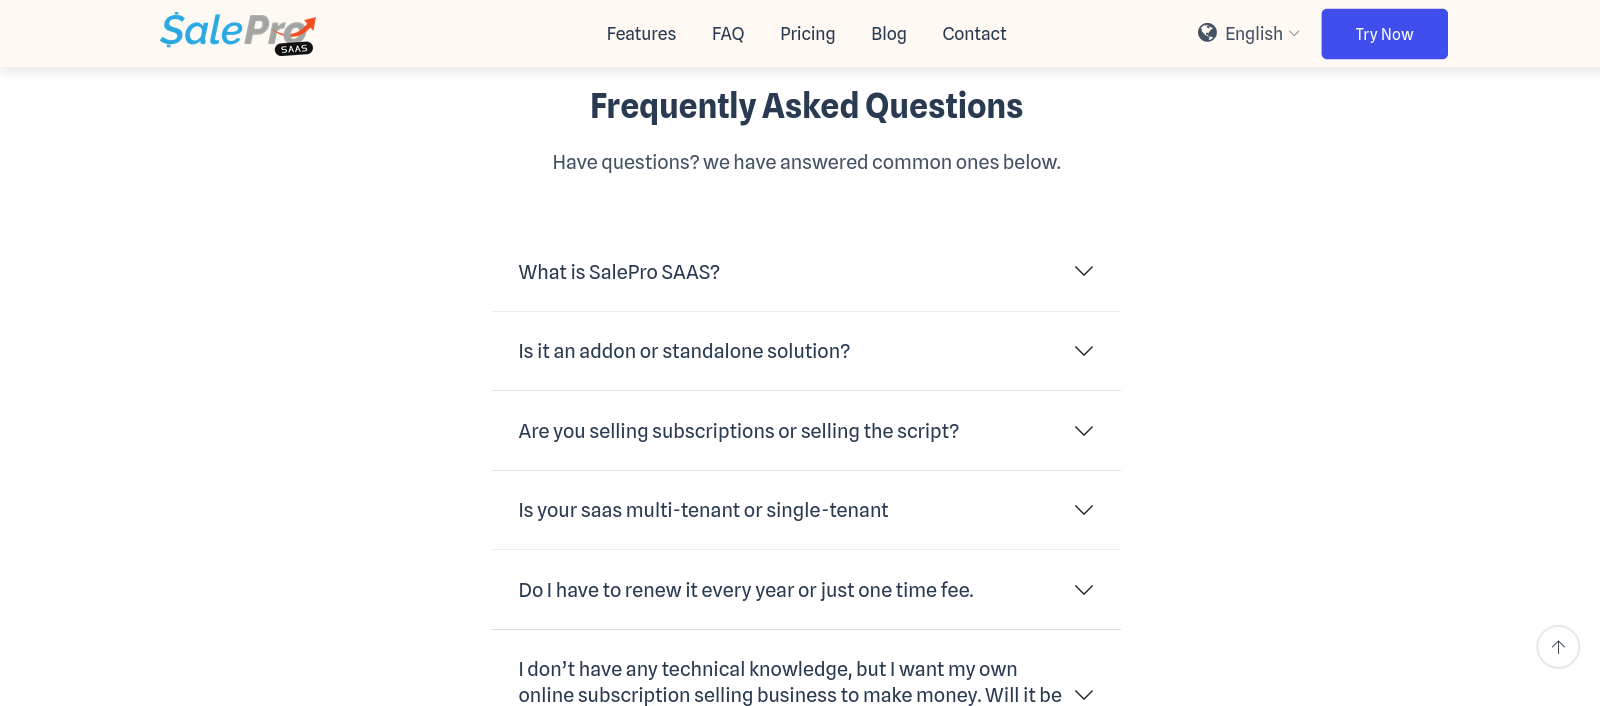 SalePro
SAAS
Features
FAQ
Pricing
Blog
Contact
English
Try Now
Frequently Asked Questions
Have questions? we have answered common ones below.
What is SalePro SAAS?
Is it an addon or standalone solution?
Are you selling subscriptions or selling the script?
Is your saas multi-tenant or single-tenant
Do I have to renew it every year or just one time fee.
I don’t have any technical knowledge, but I want my own
online subscription selling business to make money. Will it be